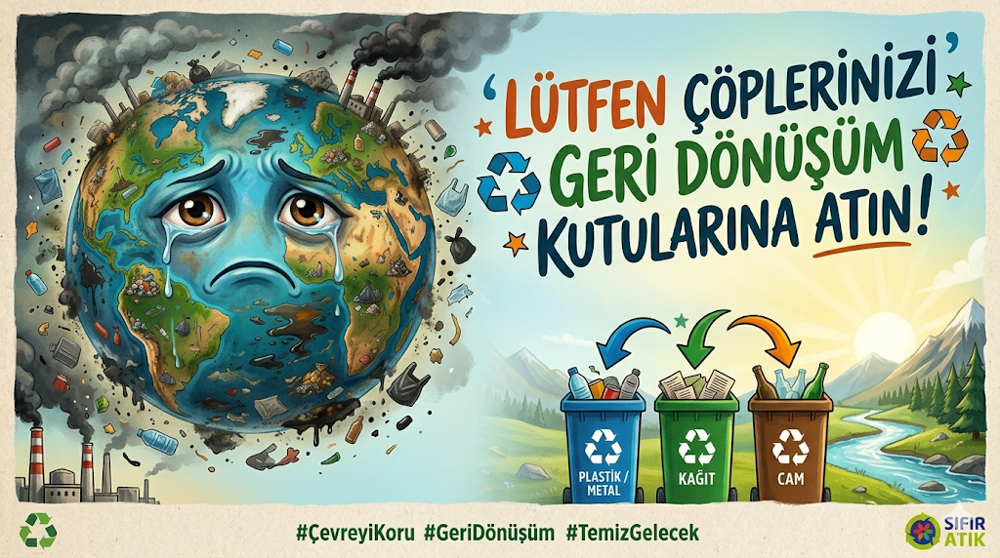 ‘LÜTFEN ÇÖPLERİNİZİ’
GERİ DÖNÜŞÜM
KUTULARINA ATIN!
PLASTİK /
METAL
KAĞIT
CAM
#ÇevreyiKoru #GeriDönüşüm #TemizGelecek
SIFIR
ATIK